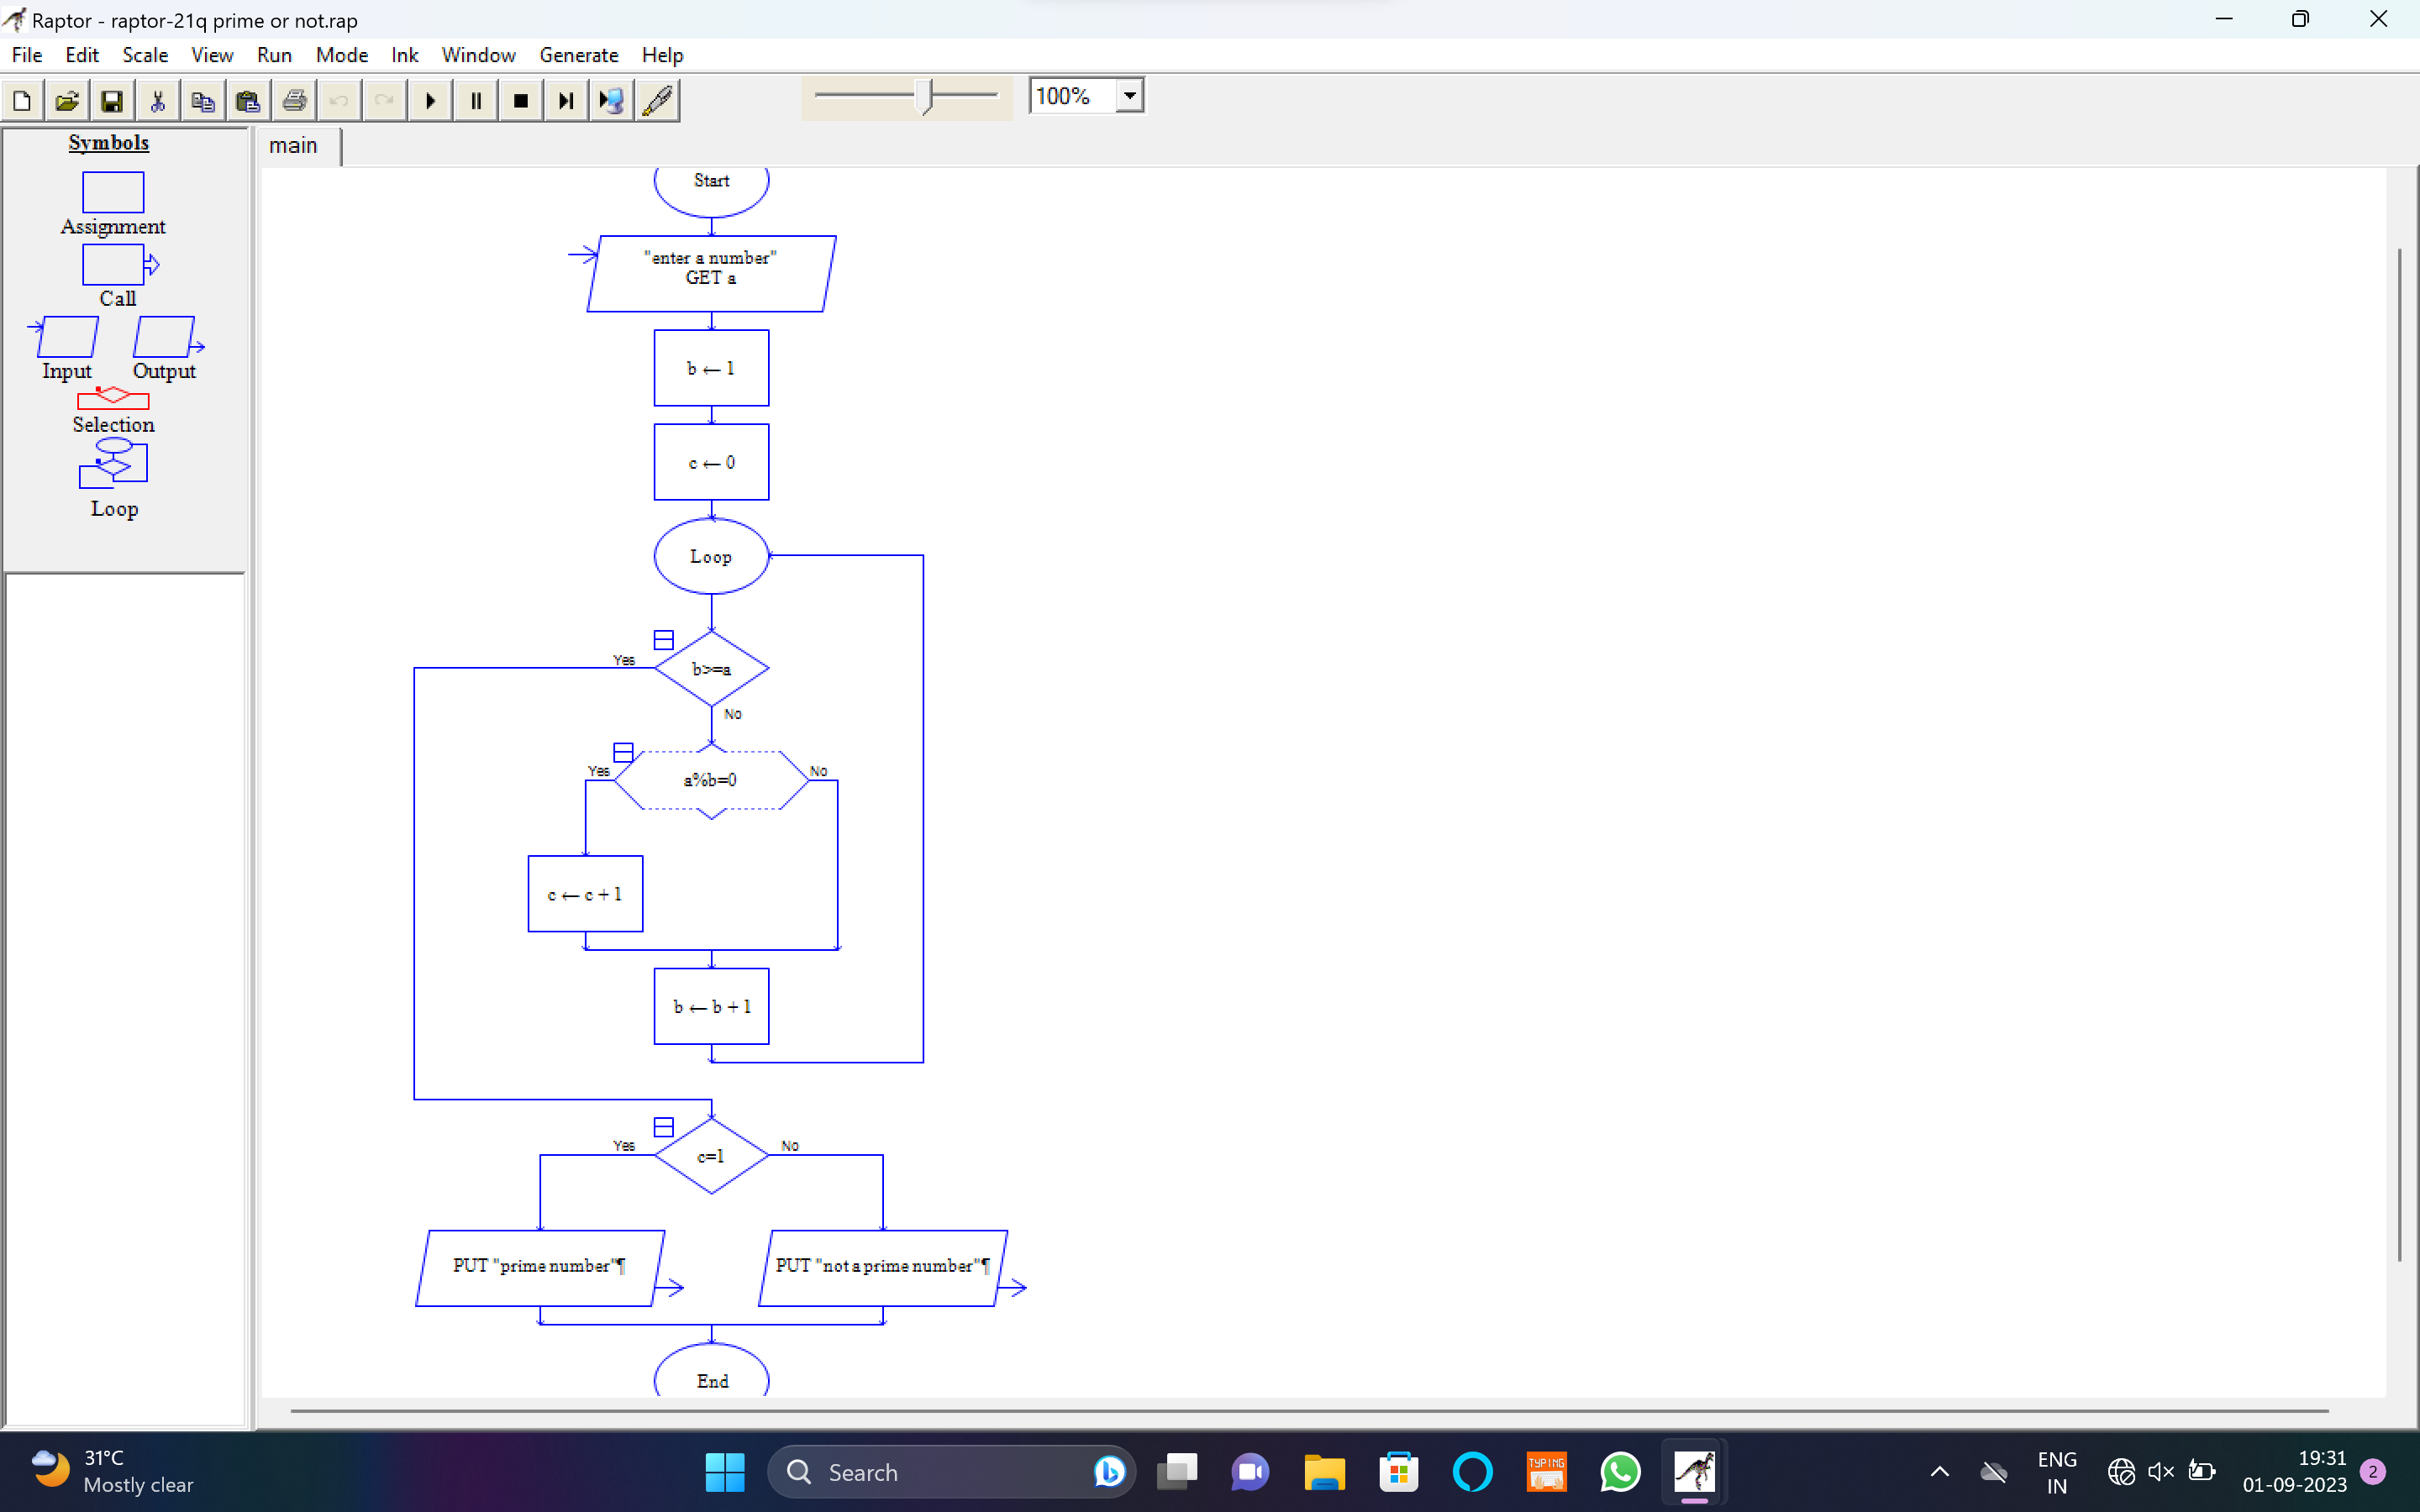 Raptor - raptor-21q prime or not.rap
File Edit Scale View Run Mode Ink Window Generate Help
100%
Symbols
Assignment
Call
Input Output
Selection
Loop
main
Start
"enter a number"
GET a
b ← 1
c ← 0
Loop
b>=a
Yes
No
a%b=0
Yes
No
c ← c + 1
b ← b + 1
c=1
Yes
No
PUT "prime number"¶
PUT "not a prime number"¶
End
31°C
Mostly clear
Search
TYPING
ENG
IN
19:31
01-09-2023
2